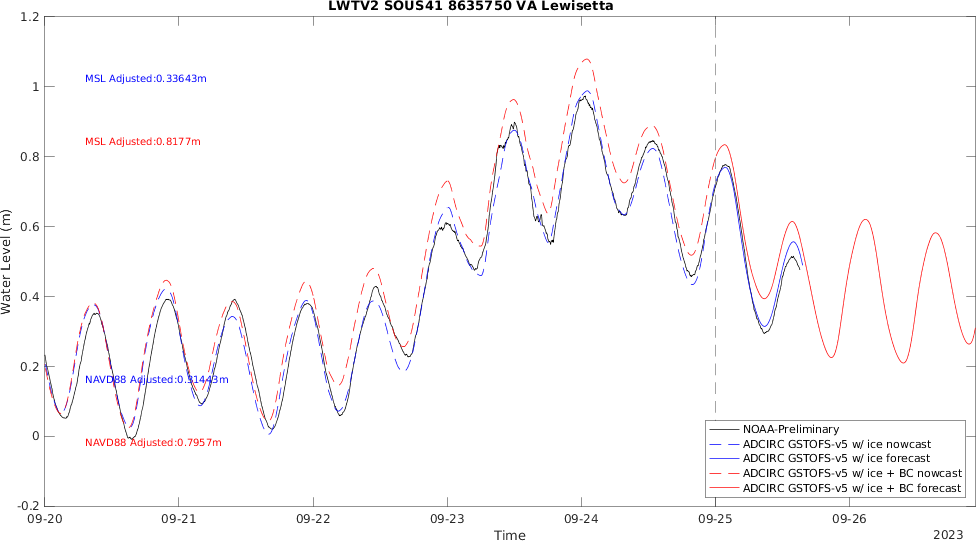 LWTV2 SOUS41 8635750 VA Lewisetta
1.2
1
0.8
0.6
0.4
0.2
0
-0.2
Water Level (m)
MSL Adjusted:0.33643m
MSL Adjusted:0.8177m
NAVD88 Adjusted:0.31443m
NAVD88 Adjusted:0.7957m
NOAA-Preliminary
ADCIRC GSTOFS-v5 w/ ice nowcast
ADCIRC GSTOFS-v5 w/ ice forecast
ADCIRC GSTOFS-v5 w/ ice + BC nowcast
ADCIRC GSTOFS-v5 w/ ice + BC forecast
09-20 09-21 09-22 09-23 09-24 09-25 09-26
Time
2023